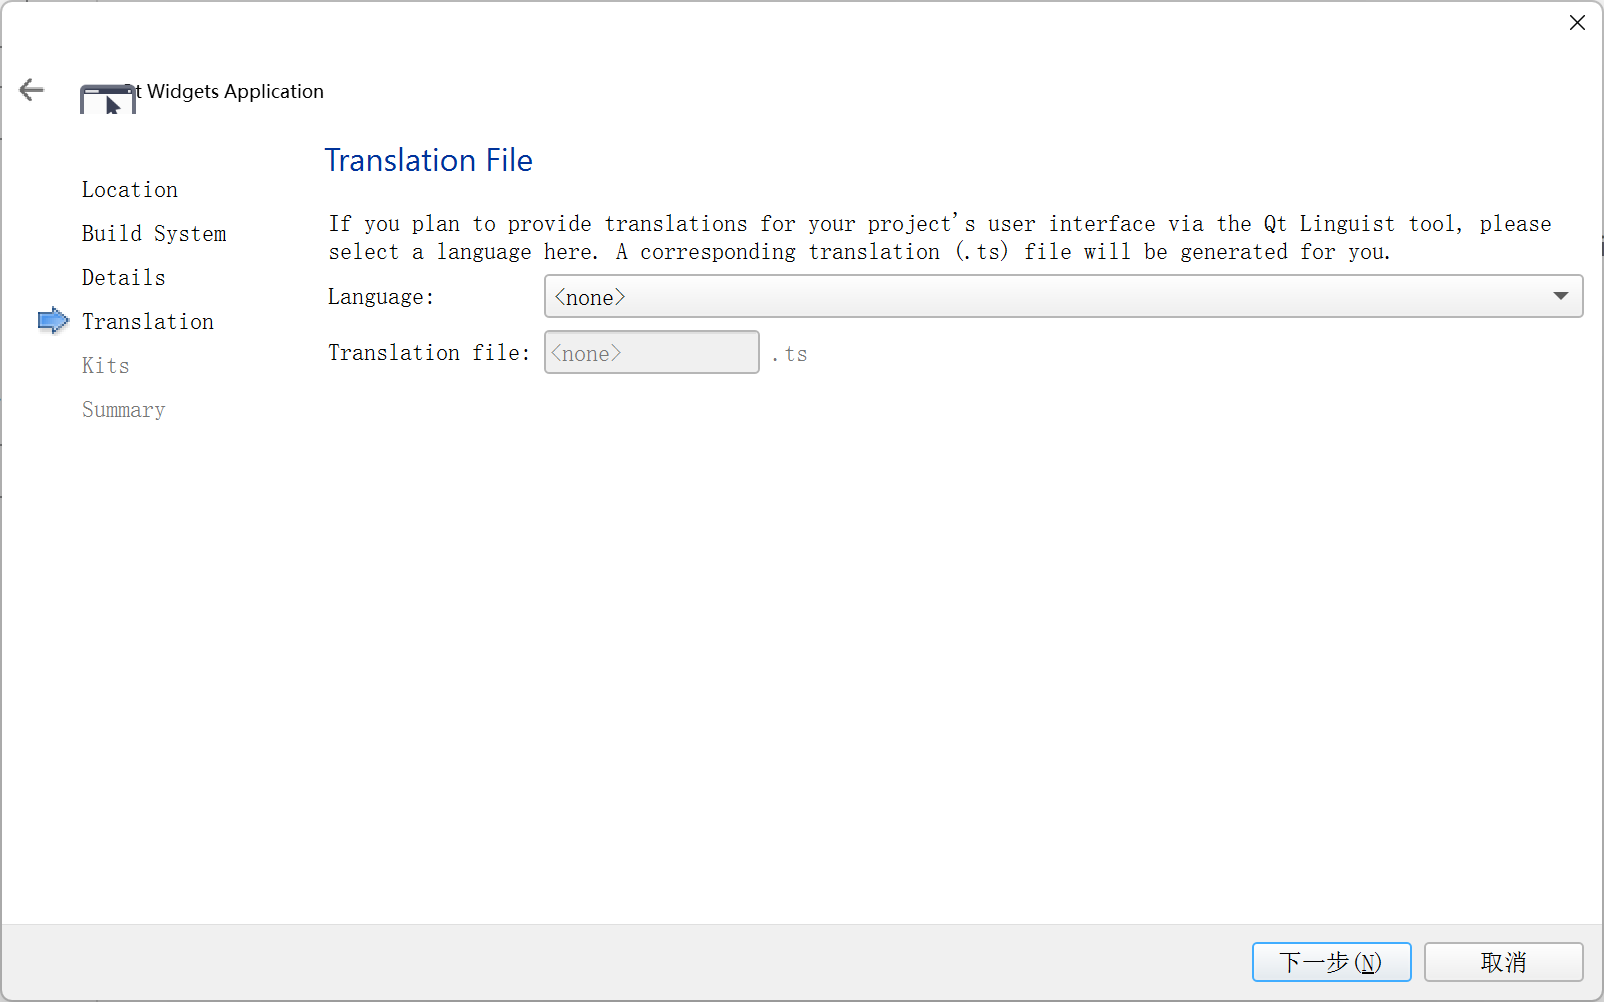 t Widgets Application
Location
Build System
Details
Translation
Kits
Summary
Translation File
If you plan to provide translations for your project's user interface via the Qt Linguist tool, please
select a language here. A corresponding translation (.ts) file will be generated for you.
Language:
<none>
Translation file:
<none>
.ts
下一步(N)
取消